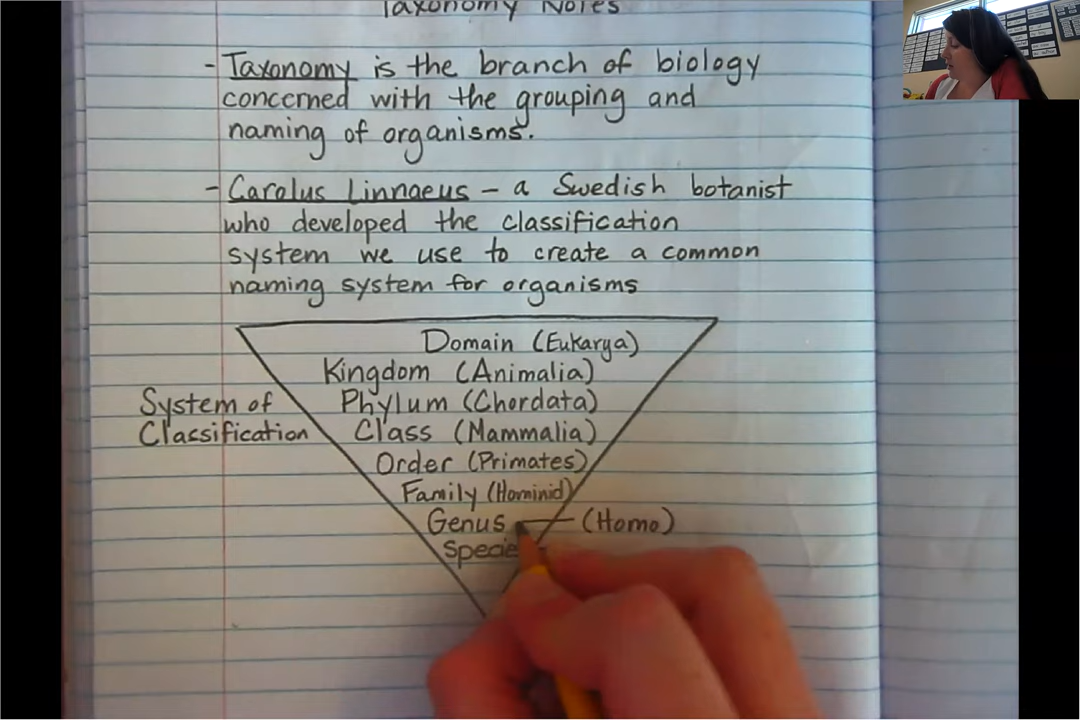 Taxonomy Notes
- Taxonomy is the branch of biology
concerned with the grouping and
naming of organisms.
- Carolus Linnaeus - a Swedish botanist
who developed the classification
system we use to create a common
naming system for organisms
Domain (Eukarya)
Kingdom (Animalia)
System of
Classification
Phylum (Chordata)
Class (Mammalia)
Order (Primates)
Family (Hominid)
Genus — (Homo)
Specie